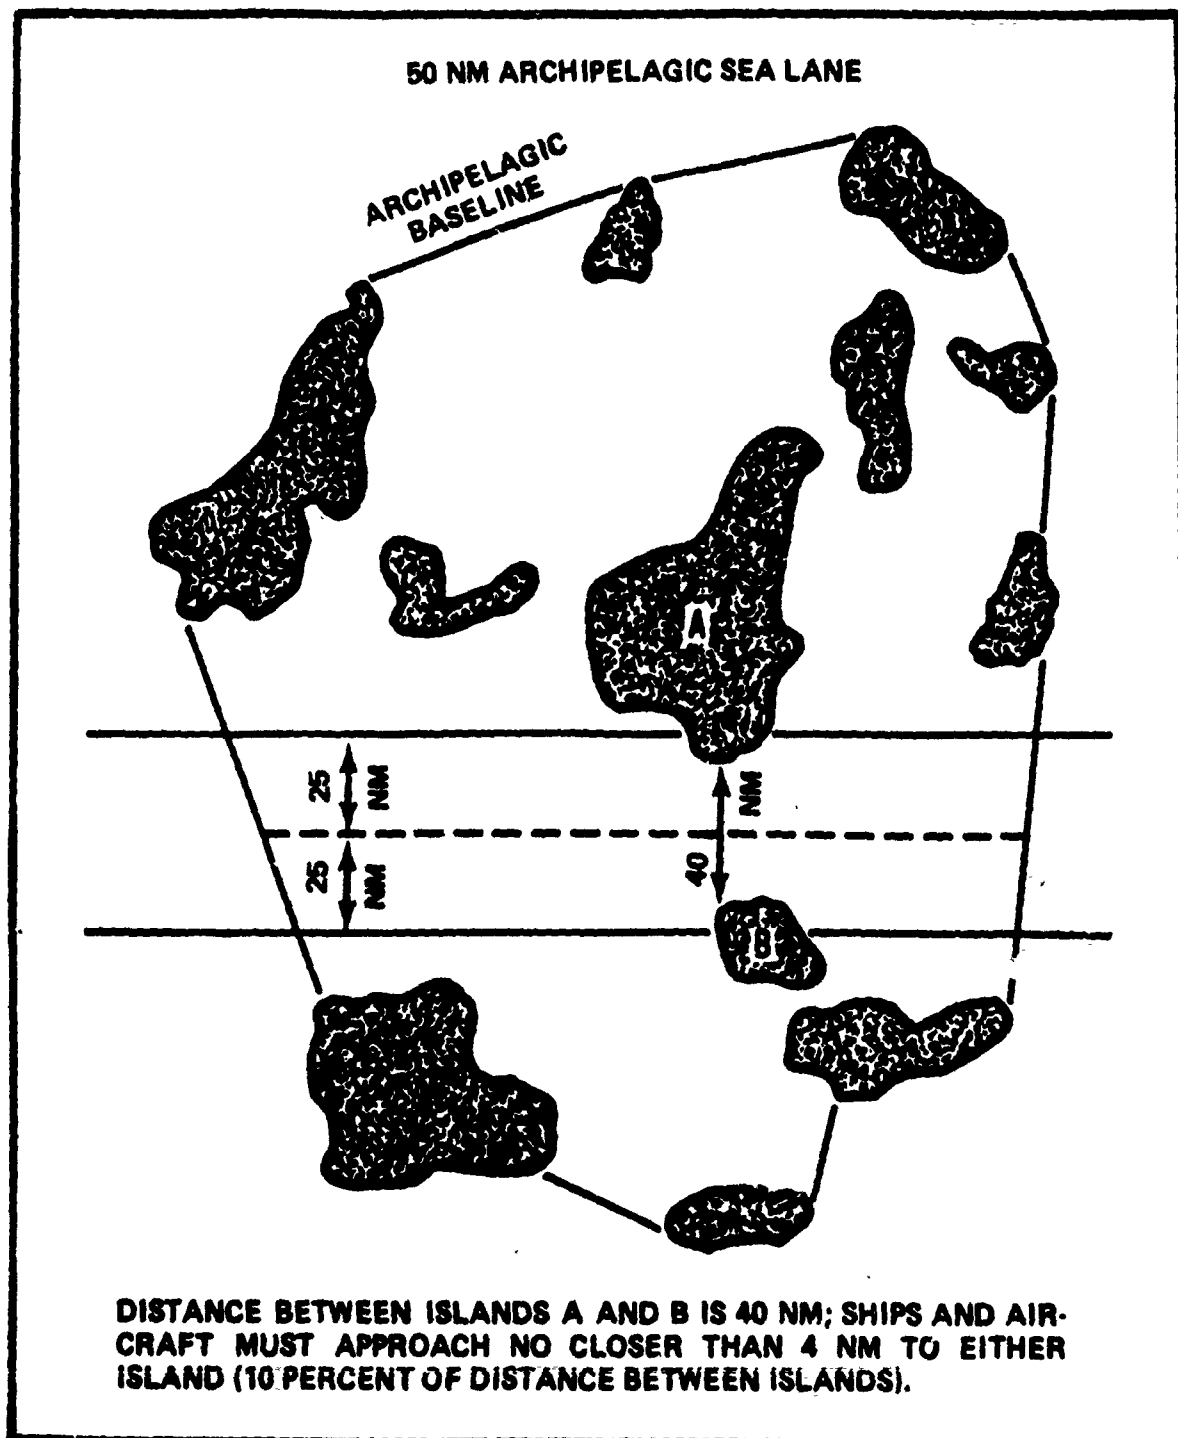 50 NM ARCHIPELAGIC SEA LANE
ARCHIPELAGIC
BASELINE
A
25
NM
25
NM
40
NM
B
DISTANCE BETWEEN ISLANDS A AND B IS 40 NM; SHIPS AND AIR-
CRAFT MUST APPROACH NO CLOSER THAN 4 NM TO EITHER
ISLAND (10 PERCENT OF DISTANCE BETWEEN ISLANDS).